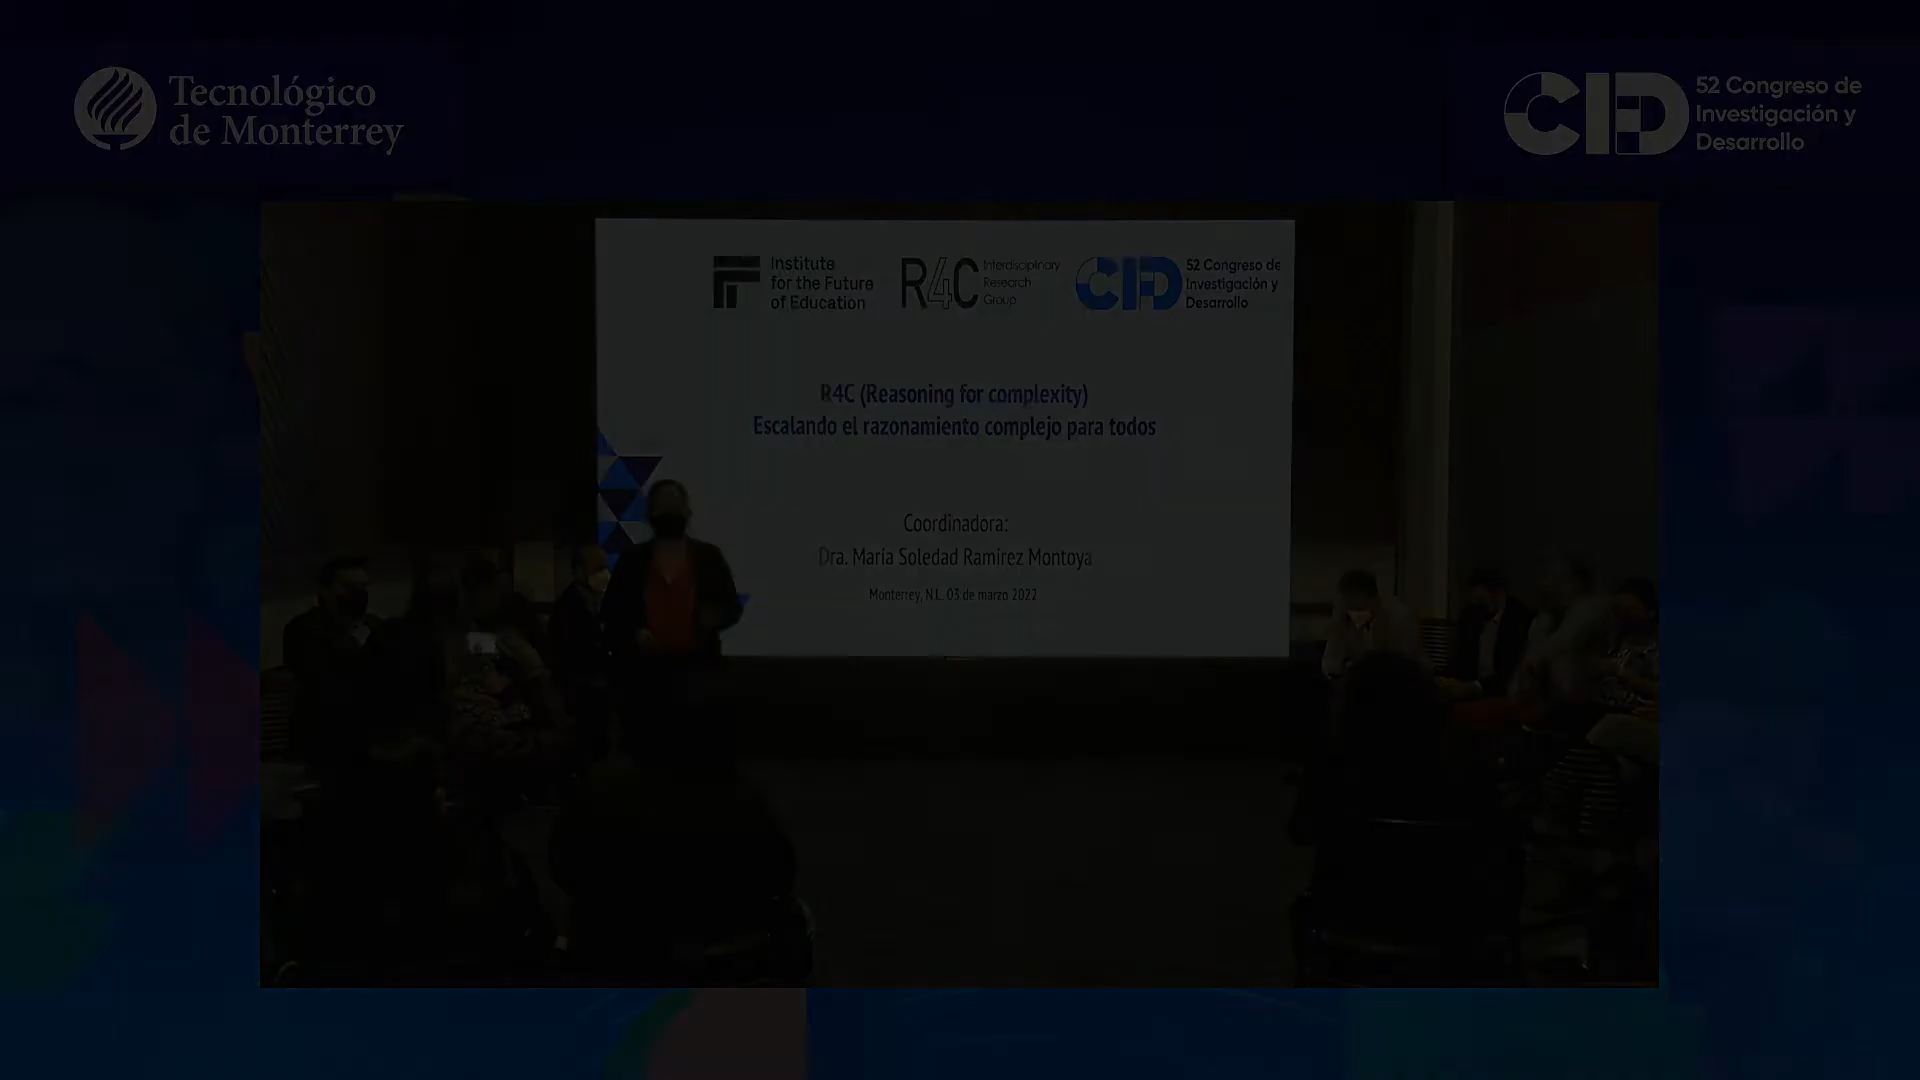 Tecnológico
de Monterrey
CID
52 Congreso de
Investigación y
Desarrollo
Institute
for the Future
of Education
R4C
Interdisciplinary
Research
Group
CID
52 Congreso de
Investigación y
Desarrollo
R4C (Reasoning for complexity)
Escalando el razonamiento complejo para todos
Coordinadora:
Dra. María Soledad Ramírez Montoya
Monterrey, N.L. 03 de marzo 2022